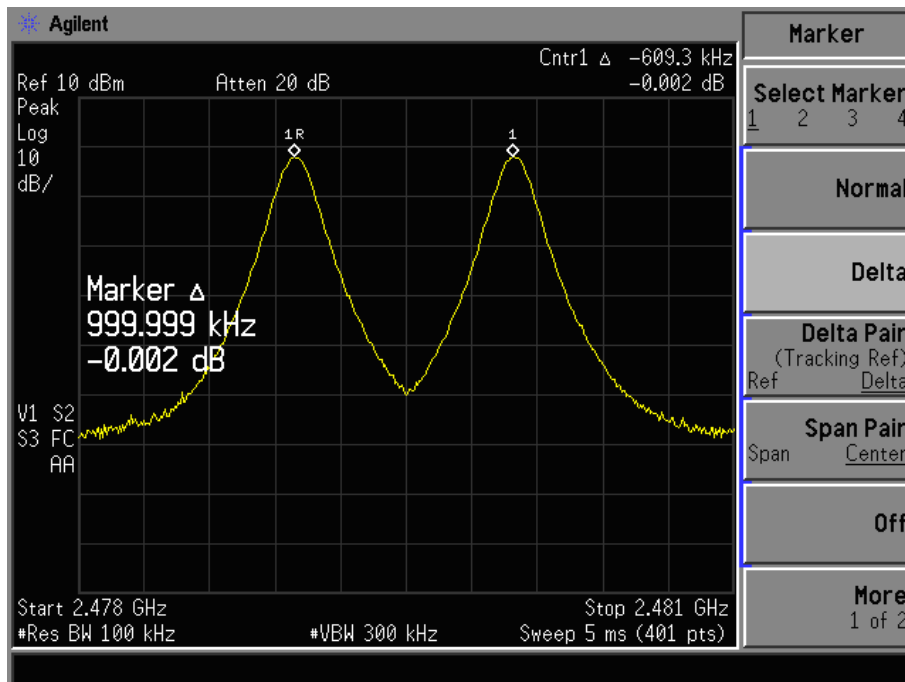 Agilent
Cntr1 Δ -609.3 kHz
Ref 10 dBm Atten 20 dB -0.002 dB
Peak
Log
10
dB/
1R
1
Marker Δ
999.999 kHz
-0.002 dB
V1 S2
S3 FC
AA
Start 2.478 GHz Stop 2.481 GHz
#Res BW 100 kHz #VBW 300 kHz Sweep 5 ms (401 pts)
Marker
Select Marker
1 2 3 4
Normal
Delta
Delta Pair
(Tracking Ref)
Ref Delta
Span Pair
Span Center
Off
More
1 of 2